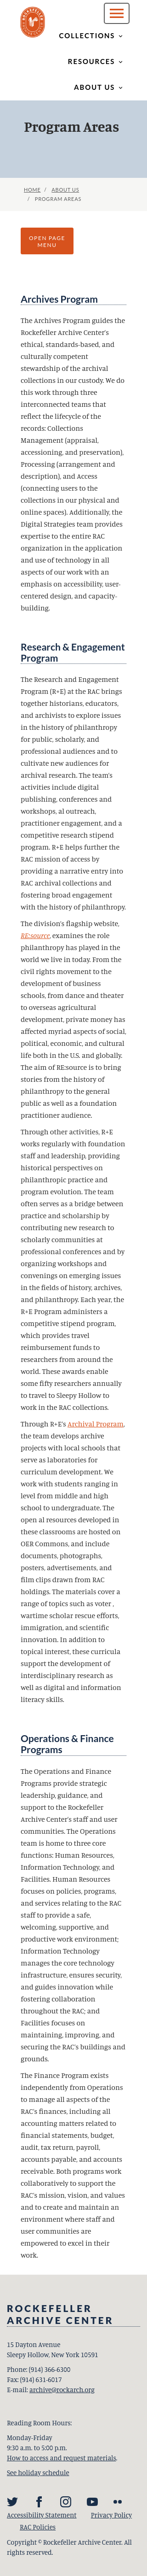 COLLECTIONS
RESOURCES
ABOUT US
Program Areas
HOME / ABOUT US
/ PROGRAM AREAS
OPEN PAGE
MENU
Archives Program
The Archives Program guides the
Rockefeller Archive Center's
ethical, standards-based, and
culturally competent
stewardship of the archival
collections in our custody. We do
this work through three
interconnected teams that
reflect the lifecycle of the
records: Collections
Management (appraisal,
accessioning, and preservation),
Processing (arrangement and
description), and Access
(connecting users to the
collections in our physical and
online spaces). Additionally, the
Digital Strategies team provides
expertise to the entire RAC
organization in the application
and use of technology in all
aspects of our work with an
emphasis on accessibility, user-
centered design, and capacity-
building.
Research & Engagement
Program
The Research and Engagement
Program (R+E) at the RAC brings
together historians, educators,
and archivists to explore issues
in the history of philanthropy
for public, scholarly, and
professional audiences and to
cultivate new audiences for
archival research. The team's
activities include digital
publishing, conferences and
workshops, al outreach,
practitioner engagement, and a
competitive research stipend
program. R+E helps further the
RAC mission of access by
providing a narrative entry into
RAC archival collections and
fostering broad engagement
with the history of philanthropy.
The division's flagship website,
RE:source, examines the role
philanthropy has played in the
world we live in today. From the
civil rights movement to the
development of business
schools, from dance and theater
to overseas agricultural
development, private money has
affected myriad aspects of social,
political, economic, and cultural
life both in the U.S. and globally.
The aim of RE:source is to bring
stories from the history of
philanthropy to the general
public as well as a foundation
practitioner audience.
Through other activities, R+E
works regularly with foundation
staff and leadership, providing
historical perspectives on
philanthropic practice and
program evolution. The team
often serves as a bridge between
practice and scholarship by
contributing new research to
scholarly communities at
professional conferences and by
organizing workshops and
convenings on emerging issues
in the fields of history, archives,
and philanthropy. Each year, the
R+E Program administers a
competitive stipend program,
which provides travel
reimbursement funds to
researchers from around the
world. These awards enable
some fifty researchers annually
to travel to Sleepy Hollow to
work in the RAC collections.
Through R+E's Archival Program,
the team develops archive
projects with local schools that
serve as laboratories for
curriculum development. We
work with students ranging in
level from middle and high
school to undergraduate. The
open al resources developed in
these classrooms are hosted on
OER Commons, and include
documents, photographs,
posters, advertisements, and
film clips drawn from RAC
holdings. The materials cover a
range of topics such as voter ,
wartime scholar rescue efforts,
immigration, and scientific
innovation. In addition to
topical interest, these curricula
support the development of
interdisciplinary research as
well as digital and information
literacy skills.
Operations & Finance
Programs
The Operations and Finance
Programs provide strategic
leadership, guidance, and
support to the Rockefeller
Archive Center's staff and user
communities. The Operations
team is home to three core
functions: Human Resources,
Information Technology, and
Facilities. Human Resources
focuses on policies, programs,
and services relating to the RAC
staff to provide a safe,
welcoming, supportive, and
productive work environment;
Information Technology
manages the core technology
infrastructure, ensures security,
and guides innovation while
fostering collaboration
throughout the RAC; and
Facilities focuses on
maintaining, improving, and
securing the RAC's buildings and
grounds.
The Finance Program exists
independently from Operations
to manage all aspects of the
RAC's finances, including all
accounting matters related to
financial statements, budget,
audit, tax return, payroll,
accounts payable, and accounts
receivable. Both programs work
collaboratively to support the
RAC's mission, vision, and values
and to create and maintain an
environment where staff and
user communities are
empowered to excel in their
work.
ROCKEFELLER
ARCHIVE CENTER
15 Dayton Avenue
Sleepy Hollow, New York 10591
Phone: (914) 366-6300
Fax: (914) 631-6017
E-mail: archive@rockarch.org
Reading Room Hours:
Monday-Friday
9:30 a.m. to 5:00 p.m.
How to access and request materials.
See holiday schedule
Accessibility Statement Privacy Policy
RAC Policies
Copyright © Rockefeller Archive Center. All
rights reserved.